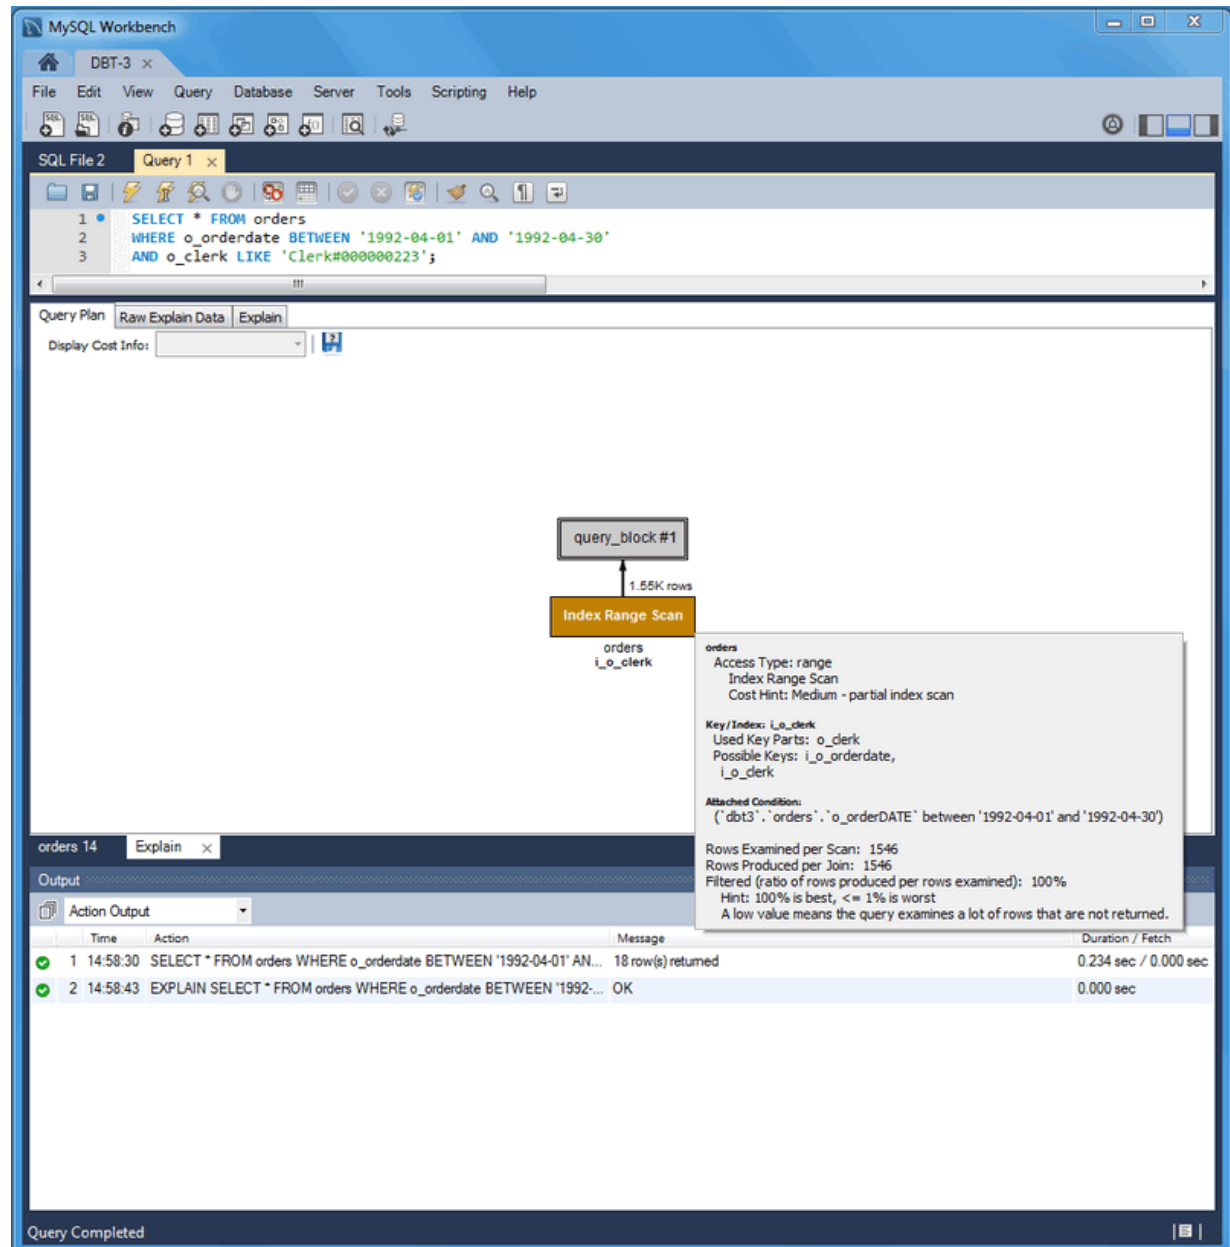 MySQL Workbench
DBT-3
File Edit View Query Database Server Tools Scripting Help
SQL File 2 Query 1
1 SELECT * FROM orders
2 WHERE o_orderdate BETWEEN '1992-04-01' AND '1992-04-30'
3 AND o_clerk LIKE 'Clerk#000000223';
Query Plan Raw Explain Data Explain
Display Cost Info:
query_block #1
1.55K rows
Index Range Scan
orders
i_o_clerk
orders
Access Type: range
Index Range Scan
Cost Hint: Medium - partial index scan
Key/Index: i_o_clerk
Used Key Parts: o_clerk
Possible Keys: i_o_orderdate,
i_o_clerk
Attached Condition:
(`dbt3`.`orders`.`o_orderDATE` between '1992-04-01' and '1992-04-30')
Rows Examined per Scan: 1546
Rows Produced per Join: 1546
Filtered (ratio of rows produced per rows examined): 100%
Hint: 100% is best, <= 1% is worst
A low value means the query examines a lot of rows that are not returned.
orders 14 Explain
Output
Action Output
Time Action Message Duration / Fetch
1 14:58:30 SELECT * FROM orders WHERE o_orderdate BETWEEN '1992-04-01' AN... 18 row(s) returned 0.234 sec / 0.000 sec
2 14:58:43 EXPLAIN SELECT * FROM orders WHERE o_orderdate BETWEEN '1992-... OK 0.000 sec
Query Completed